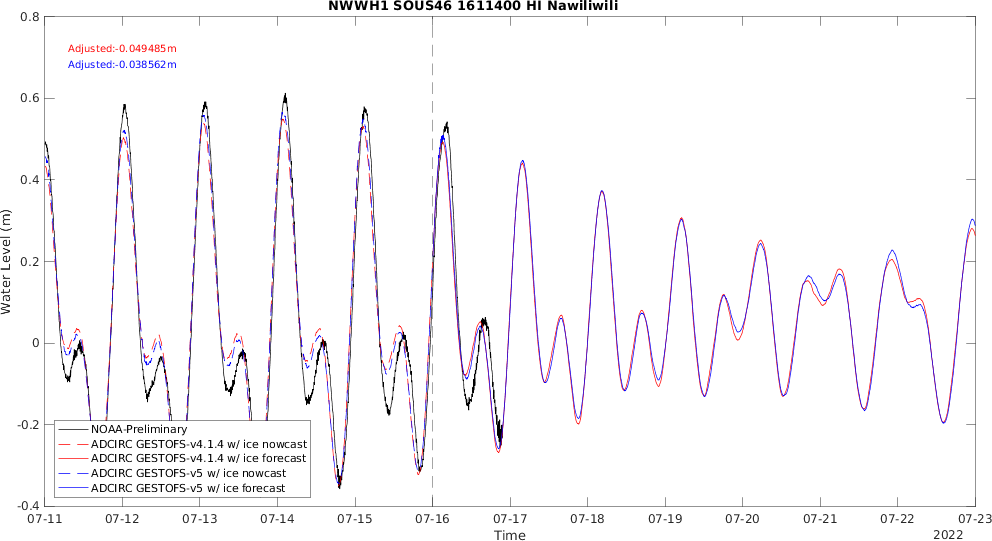 NWWH1 SOUS46 1611400 HI Nawiliwili
Adjusted:-0.049485m
Adjusted:-0.038562m
0.8
0.6
0.4
0.2
0
-0.2
-0.4
Water Level (m)
NOAA-Preliminary
ADCIRC GESTOFS-v4.1.4 w/ ice nowcast
ADCIRC GESTOFS-v4.1.4 w/ ice forecast
ADCIRC GESTOFS-v5 w/ ice nowcast
ADCIRC GESTOFS-v5 w/ ice forecast
07-11 07-12 07-13 07-14 07-15 07-16 07-17 07-18 07-19 07-20 07-21 07-22 07-23
Time
2022